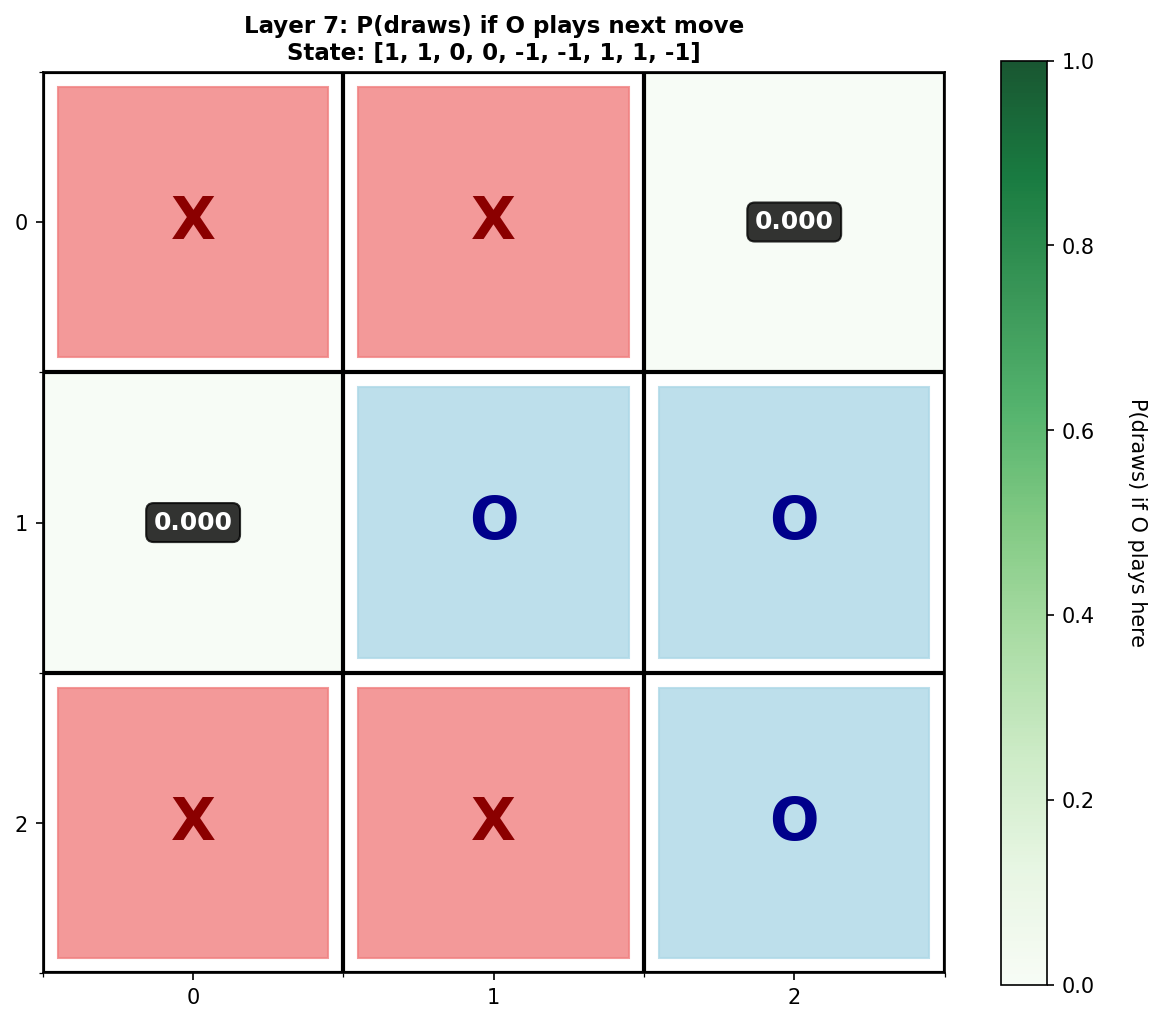 Layer 7: P(draws) if O plays next move
State: [1, 1, 0, 0, -1, -1, 1, 1, -1]
X X 0.000
0.000 O O
X X O
0
1
2
0 1 2
1.0
0.8
0.6
0.4
0.2
0.0
P(draws) if O plays here